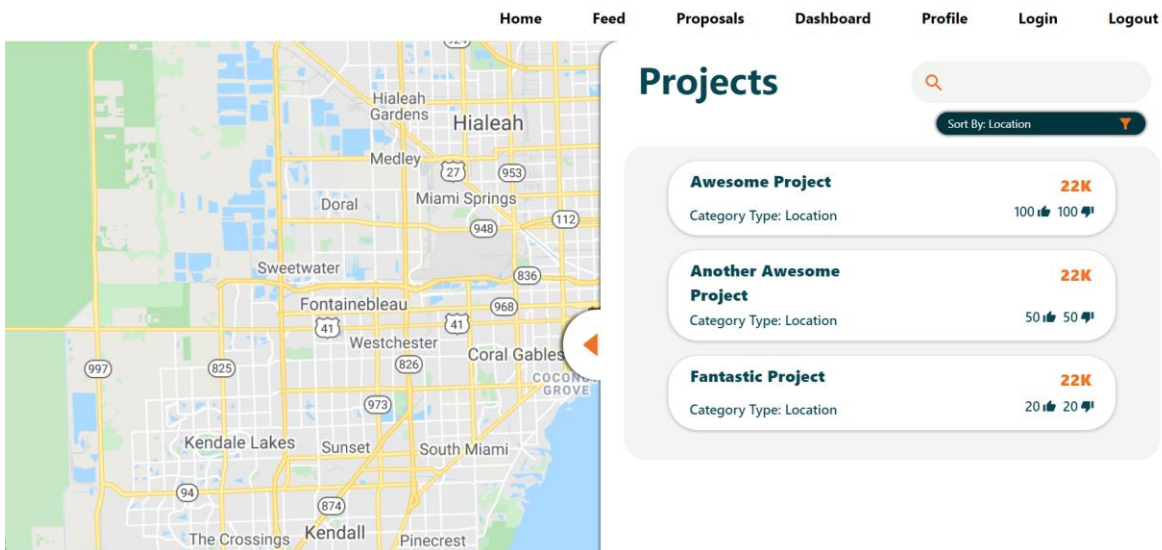 Home Feed Proposals Dashboard Profile Login Logout
924
Hialeah
Gardens
Hialeah
Medley
27
953
Doral
Miami Springs
112
948
Sweetwater
836
Fontainebleau
968
41
41
Westchester
Coral Gables
997
825
826
GROVE
973
Kendale Lakes
Sunset
South Miami
94
874
The Crossings
Kendall
Pinecrest
Projects
Sort By: Location
Awesome Project
22K
Category Type: Location
100 100
Another Awesome
Project
22K
Category Type: Location
50 50
Fantastic Project
22K
Category Type: Location
20 20